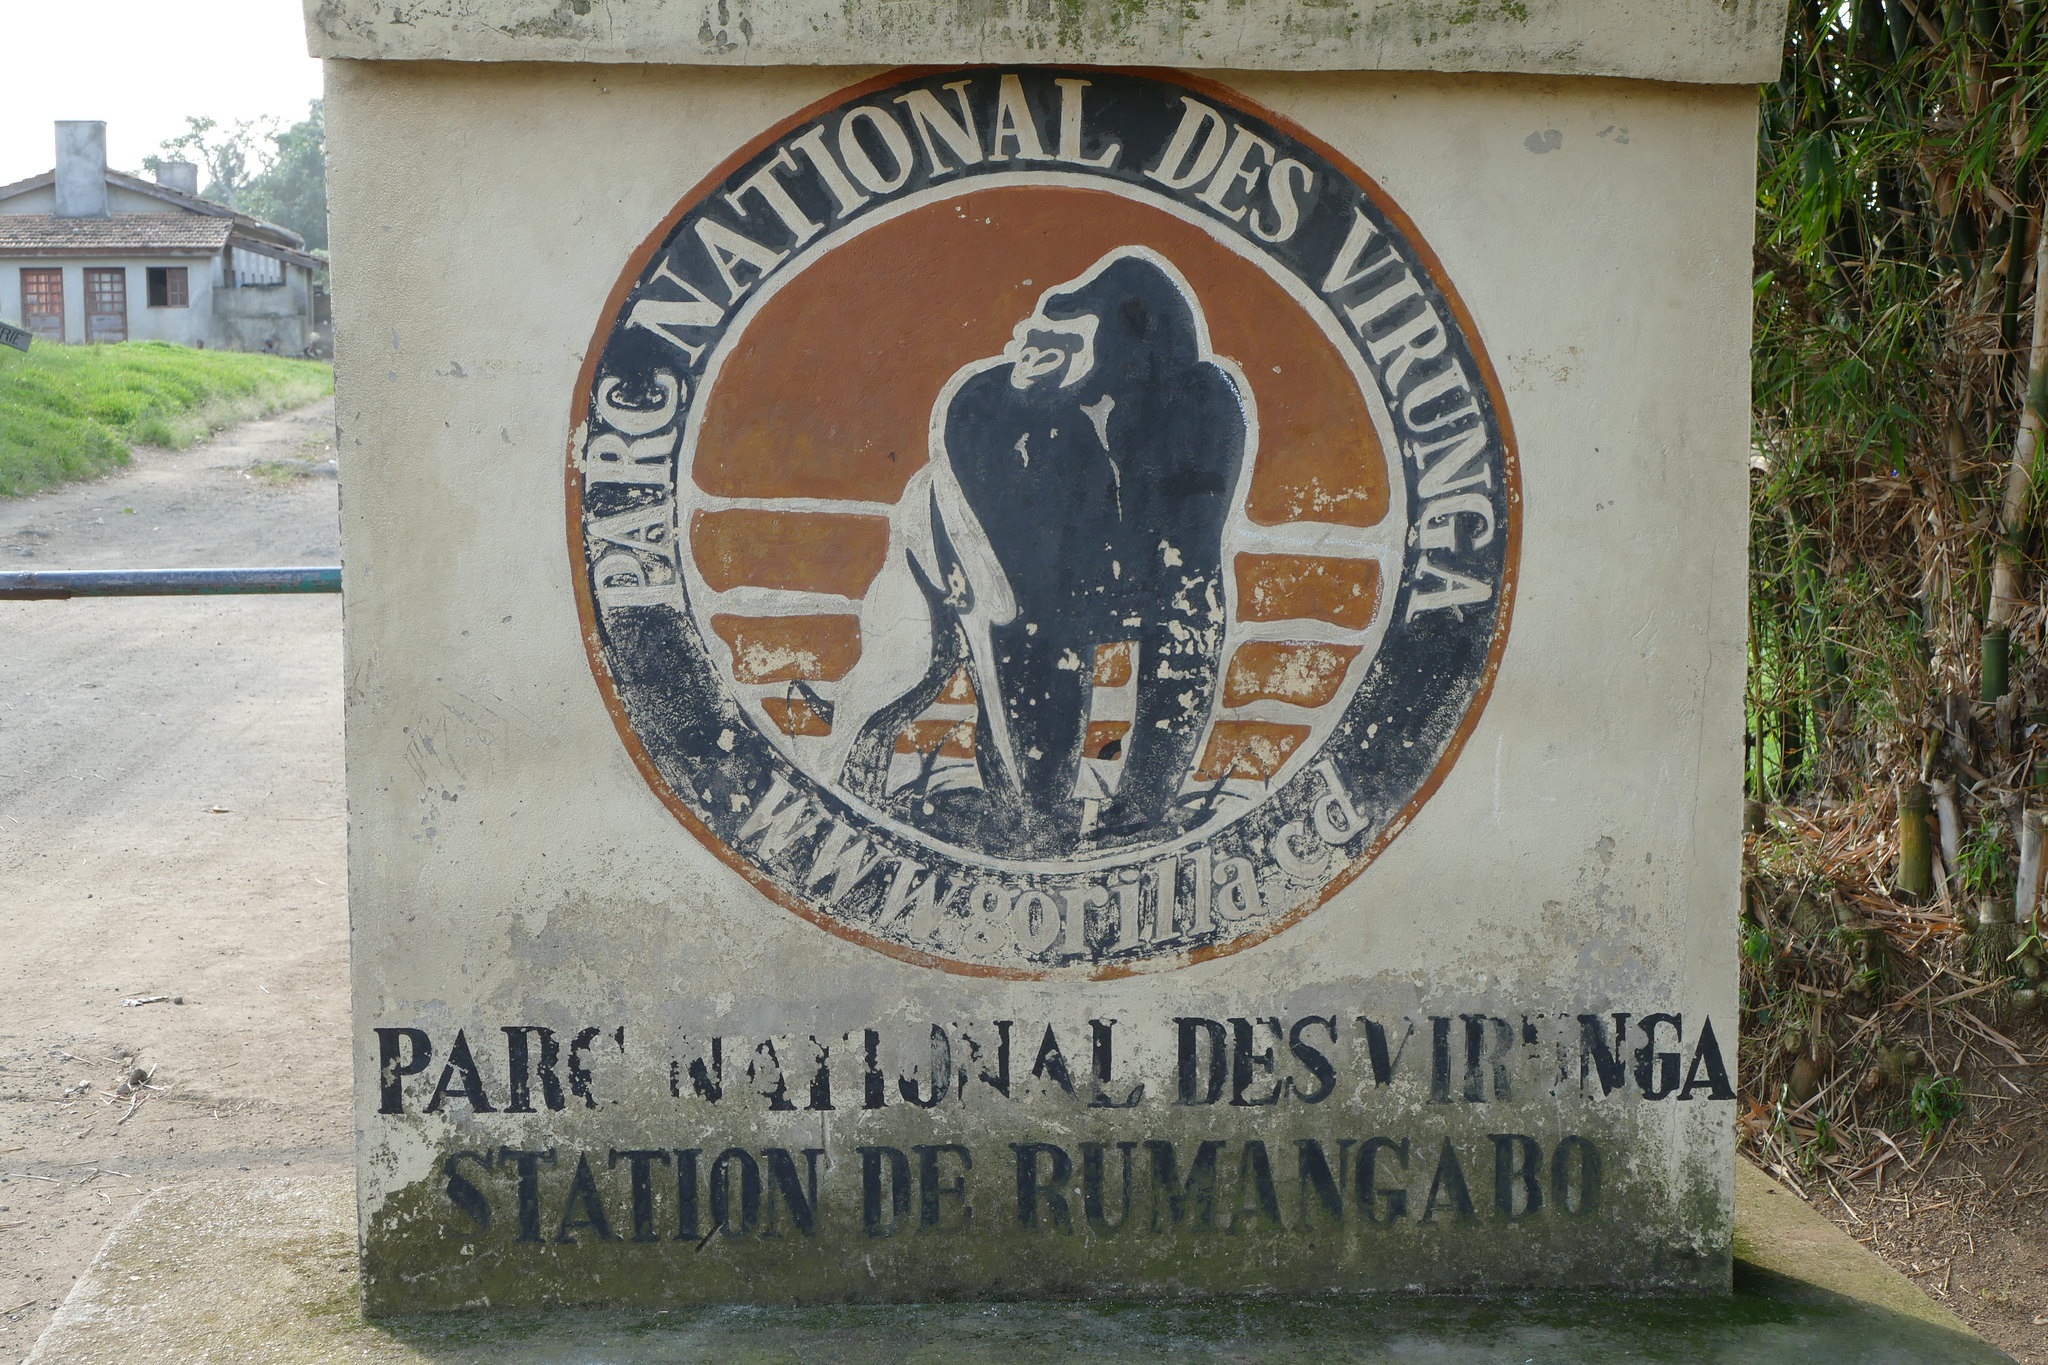 PARC NATIONAL DES VIRUNGA
www.gorilla.cd
PARC NATIONAL DES VIRUNGA
STATION DE RUMANGABO